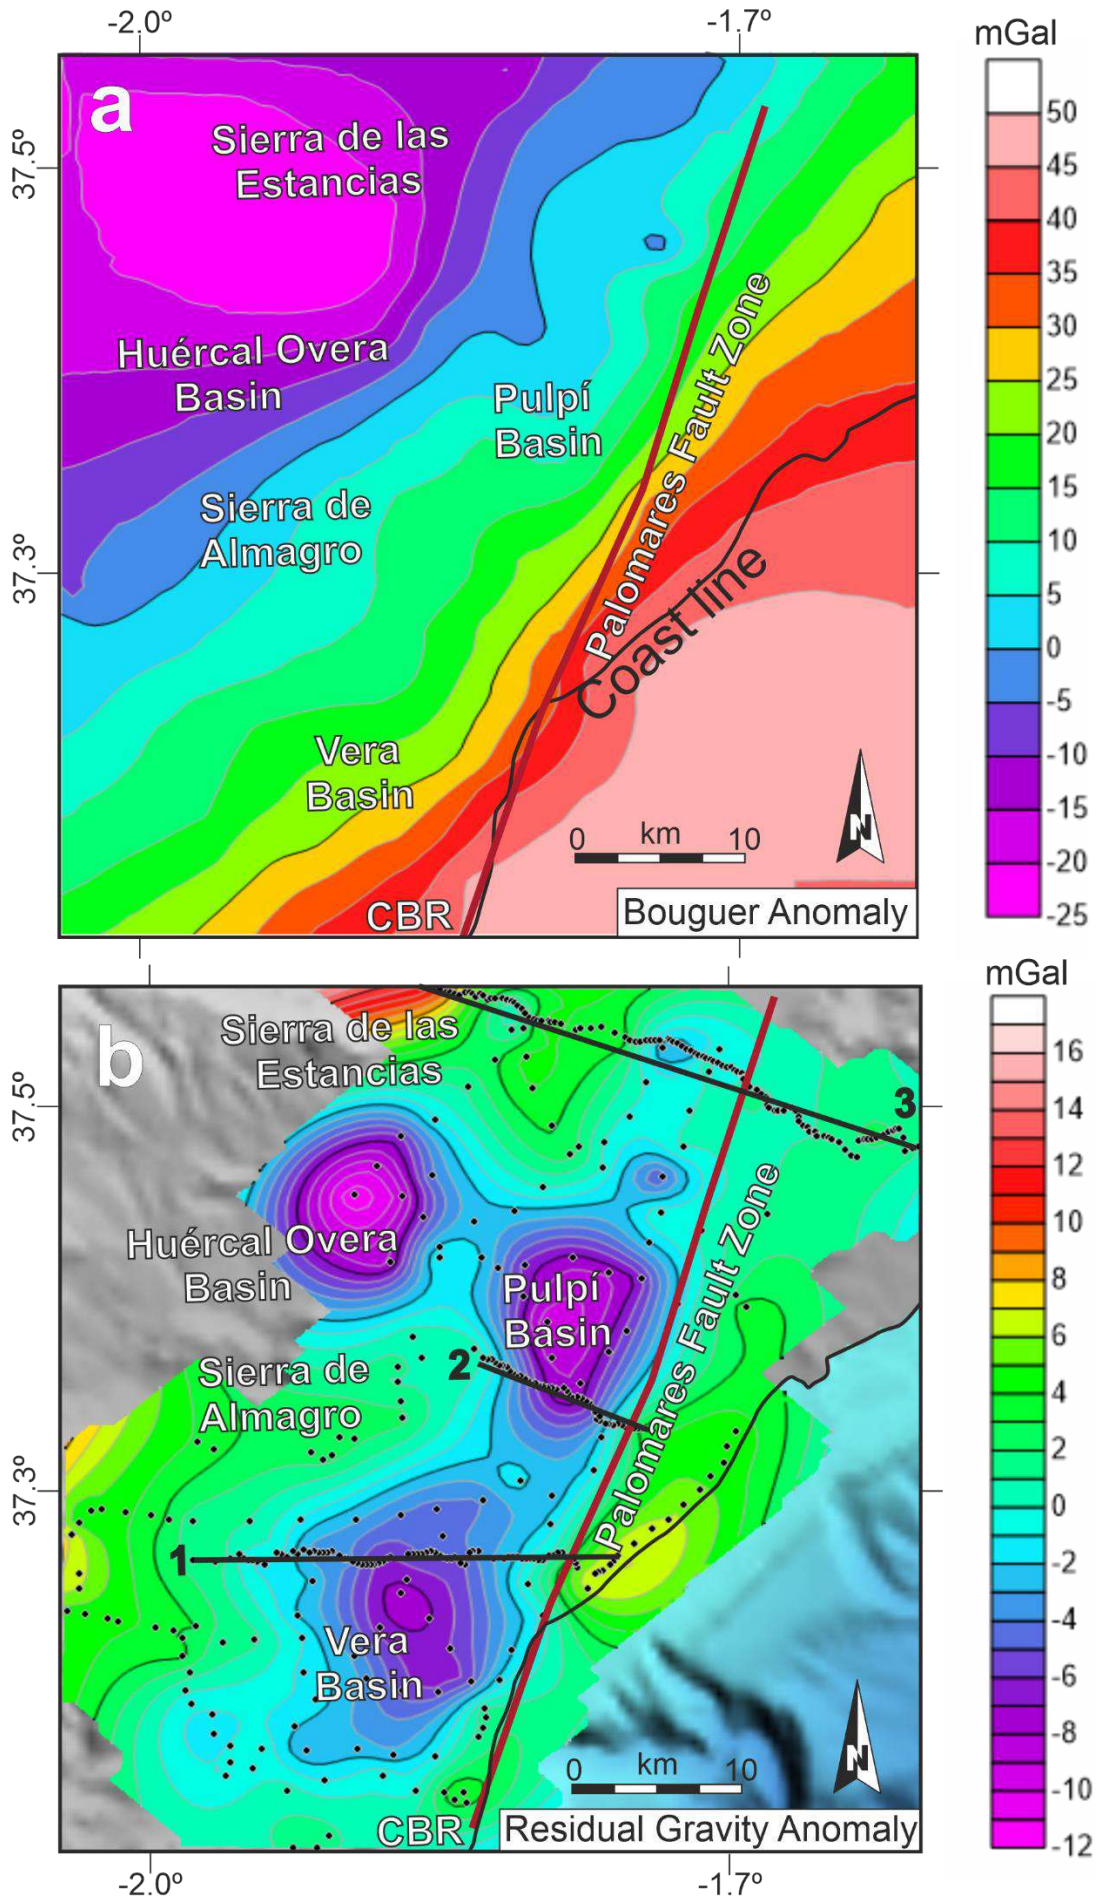 -2.0º
-1.7º
mGal
a
Sierra de las
Estancias
37.5º
Huércal Overa
Basin
Pulpí
Basin
Palomares Fault Zone
Sierra de
Almagro
37.3º
Coast line
Vera
Basin
0 km 10
N
CBR
Bouguer Anomaly
50
45
40
35
30
25
20
15
10
5
0
-5
-10
-15
-20
-25
mGal
b
Sierra de las
Estancias
3
37.5º
Huércal Overa
Basin
Pulpí
Basin
Palomares Fault Zone
2
Sierra de
Almagro
37.3º
1
Vera
Basin
0 km 10
N
CBR
Residual Gravity Anomaly
16
14
12
10
8
6
4
2
0
-2
-4
-6
-8
-10
-12
-2.0º
-1.7º